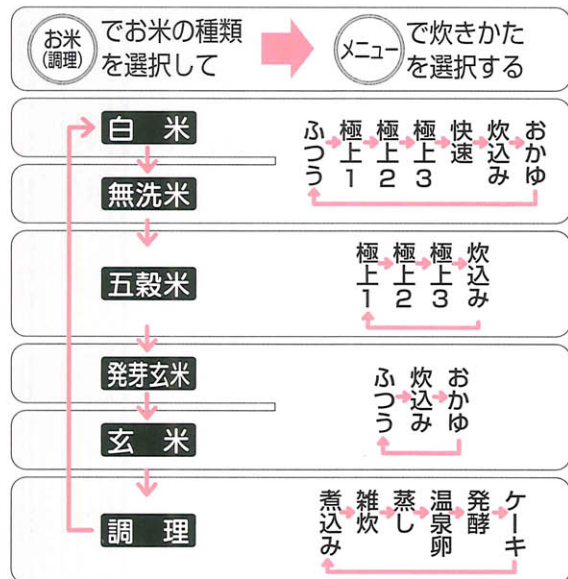 お米
(調理)
でお米の種類
を選択して
メニュー
で炊きかた
を選択する
白 米
ふつう
極上1
極上2
極上3
快速
炊込み
おかゆ
無洗米
五穀米
極上1
極上2
極上3
炊込み
発芽玄米
ふつう
炊込み
おかゆ
玄 米
調 理
煮込み
雑炊
蒸し
温泉卵
発酵
ケーキ